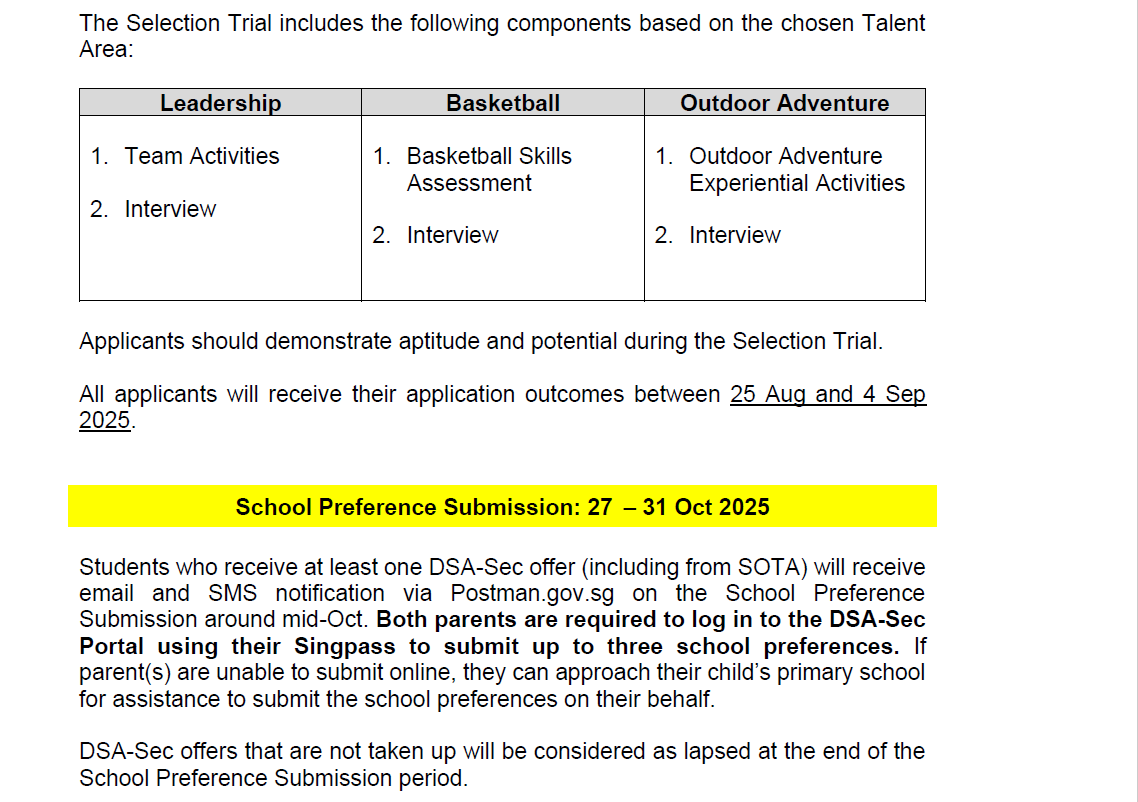 The Selection Trial includes the following components based on the chosen Talent
Area:
Leadership
Basketball
Outdoor Adventure
1. Team Activities
2. Interview
1. Basketball Skills
Assessment
2. Interview
1. Outdoor Adventure
Experiential Activities
2. Interview
Applicants should demonstrate aptitude and potential during the Selection Trial.
All applicants will receive their application outcomes between 25 Aug and 4 Sep
2025.
School Preference Submission: 27 – 31 Oct 2025
Students who receive at least one DSA-Sec offer (including from SOTA) will receive
email and SMS notification via Postman.gov.sg on the School Preference
Submission around mid-Oct. Both parents are required to log in to the DSA-Sec
Portal using their Singpass to submit up to three school preferences. If
parent(s) are unable to submit online, they can approach their child’s primary school
for assistance to submit the school preferences on their behalf.
DSA-Sec offers that are not taken up will be considered as lapsed at the end of the
School Preference Submission period.